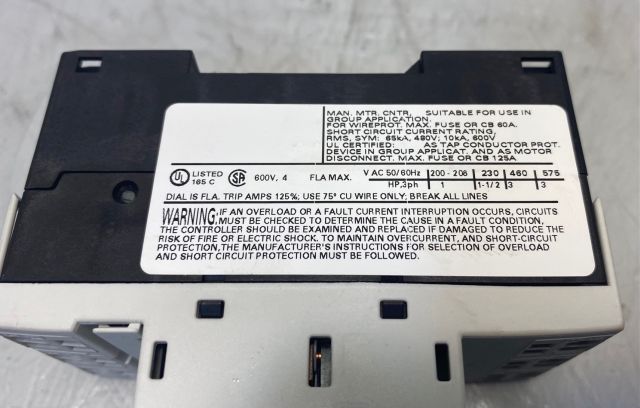 MAN. MTR. CNTR, SUITABLE FOR USE IN
GROUP APPLICATION.
FOR WIREPROT. MAX. FUSE OR CB 60A.
SHORT CIRCUIT CURRENT RATING,
RMS, SYM: 65kA, 480V; 10kA, 600V
UL CERTIFIED: AS TAP CONDUCTOR PROT.
DEVICE IN GROUP APPLICAT. AND AS MOTOR
DISCONNECT. MAX. FUSE OR CB 125A
UL LISTED 165 C SA 600V, 4 FLA MAX.
V AC 50/60Hz 200 - 208 230 460 575
HP,3ph 1 1-1/2 3 3
DIAL IS FLA. TRIP AMPS 125%; USE 75° CU WIRE ONLY; BREAK ALL LINES
WARNING: IF AN OVERLOAD OR A FAULT CURRENT INTERRUPTION OCCURS, CIRCUITS
MUST BE CHECKED TO DETERMINE THE CAUSE IN A FAULT CONDITION,
THE CONTROLLER SHOULD BE EXAMINED AND REPLACED IF DAMAGED TO REDUCE THE
RISK OF FIRE OR ELECTRIC SHOCK. TO MAINTAIN OVERCURRENT, AND SHORT-CIRCUIT
PROTECTION,THE MANUFACTURER'S INSTRUCTIONS FOR SELECTION OF OVERLOAD
AND SHORT CIRCUIT PROTECTION MUST BE FOLLOWED.